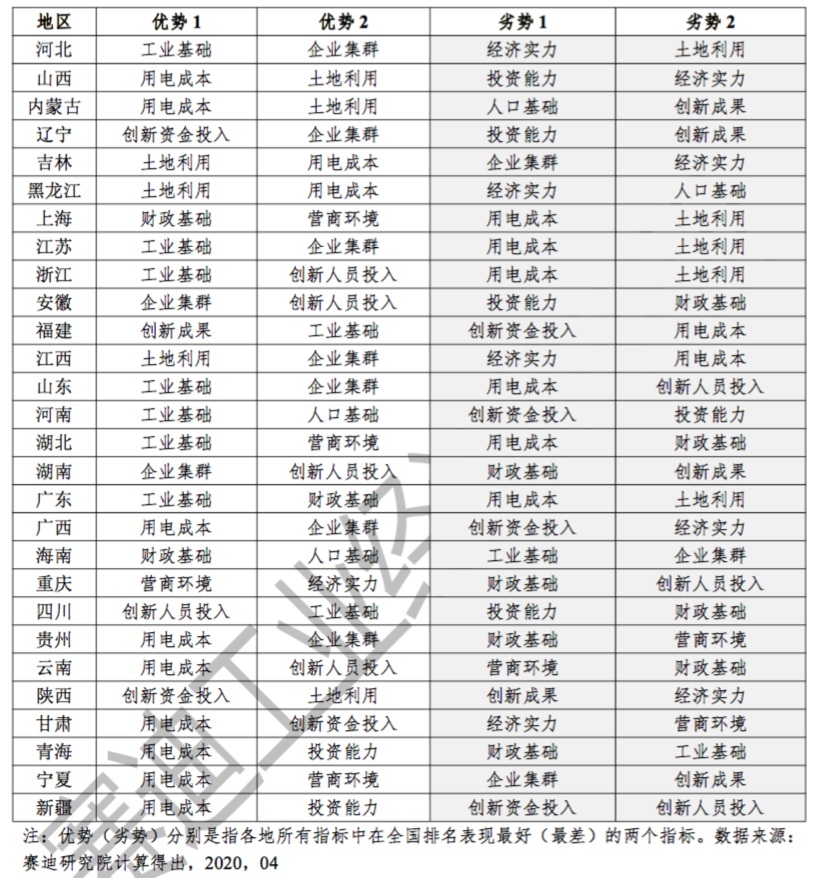 地区 优势 1 优势 2 劣势 1 劣势 2
河北 工业基础 企业集群 经济实力 土地利用
山西 用电成本 土地利用 投资能力 经济实力
内蒙古 用电成本 土地利用 人口基础 创新成果
辽宁 创新资金投入 企业集群 投资能力 创新成果
吉林 土地利用 用电成本 企业集群 经济实力
黑龙江 土地利用 用电成本 经济实力 人口基础
上海 财政基础 营商环境 用电成本 土地利用
江苏 工业基础 企业集群 用电成本 土地利用
浙江 工业基础 创新人员投入 用电成本 土地利用
安徽 企业集群 创新人员投入 投资能力 财政基础
福建 创新成果 工业基础 创新资金投入 用电成本
江西 土地利用 企业集群 经济实力 用电成本
山东 工业基础 企业集群 用电成本 创新人员投入
河南 工业基础 人口基础 创新资金投入 投资能力
湖北 工业基础 营商环境 用电成本 财政基础
湖南 企业集群 创新人员投入 财政基础 创新成果
广东 工业基础 财政基础 用电成本 土地利用
广西 用电成本 企业集群 创新资金投入 经济实力
海南 财政基础 人口基础 工业基础 企业集群
重庆 营商环境 经济实力 财政基础 创新人员投入
四川 创新人员投入 工业基础 投资能力 财政基础
贵州 用电成本 企业集群 财政基础 营商环境
云南 用电成本 创新人员投入 营商环境 财政基础
陕西 创新资金投入 土地利用 创新成果 经济实力
甘肃 用电成本 创新资金投入 经济实力 营商环境
青海 用电成本 投资能力 财政基础 工业基础
宁夏 用电成本 营商环境 企业集群 创新成果
新疆 用电成本 投资能力 创新资金投入 创新人员投入
注：优势（劣势）分别是指各地所有指标中在全国排名表现最好（最差）的两个指标。数据来源：
赛迪研究院计算得出，2020，04
赛迪工业经